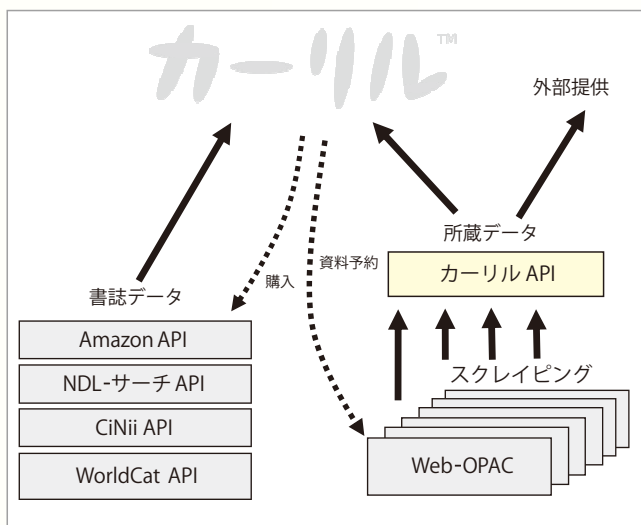 カーリル™
外部提供
所蔵データ
カーリル API
資料予約
購入
書誌データ
Amazon API
NDL-サーチ API
CiNii API
WorldCat API
スクレイピング
Web-OPAC